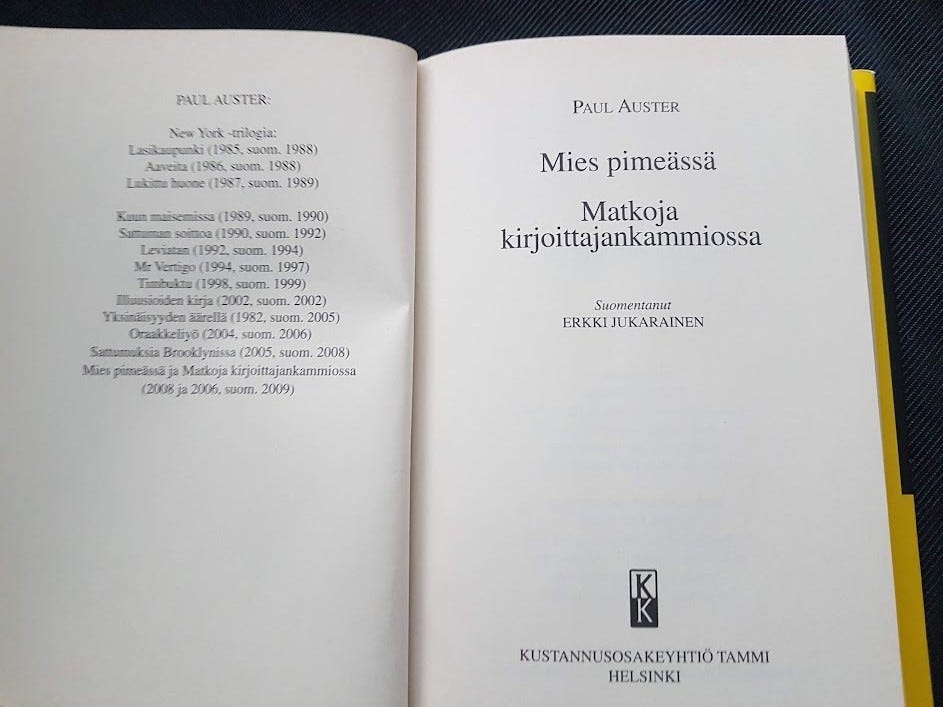 PAUL AUSTER:
New York -trilogia:
Lasikaupunki (1985, suom. 1988)
Aaveita (1986, suom. 1988)
Lukittu huone (1987, suom. 1989)
Kuun maisemissa (1989, suom. 1990)
Sattuman soittoa (1990, suom. 1992)
Leviatan (1992, suom. 1994)
Mr Vertigo (1994, suom. 1997)
Timbuktu (1998, suom. 1999)
Illuusioiden kirja (2002, suom. 2002)
Yksinäisyyden äärellä (1982, suom. 2005)
Oraakkeliyö (2004, suom. 2006)
Sattumuksia Brooklynissa (2005, suom. 2008)
Mies pimeässä ja Matkoja kirjoittajankammiossa
(2008 ja 2006, suom. 2009)
PAUL AUSTER
Mies pimeässä
Matkoja
kirjoittajankammiossa
Suomentanut
ERKKI JUKARAINEN
K
K
KUSTANNUSOSAKEYHTIÖ TAMMI
HELSINKI